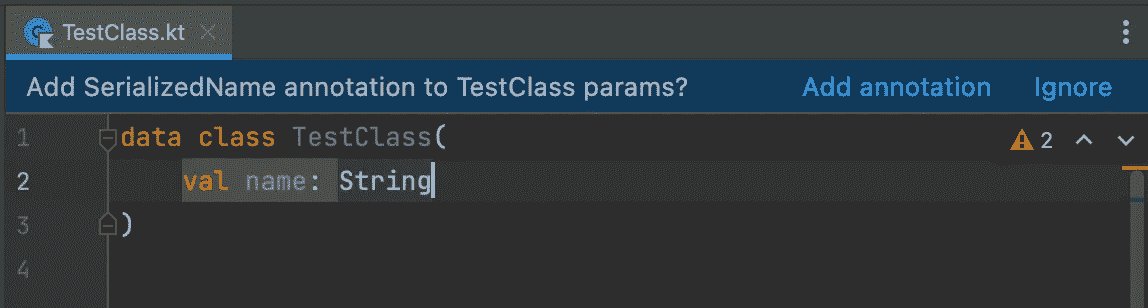 TestClass.kt
Add SerializedName annotation to TestClass params? Add annotation Ignore
1 data class TestClass( 2
2 val name: String
3 )
4